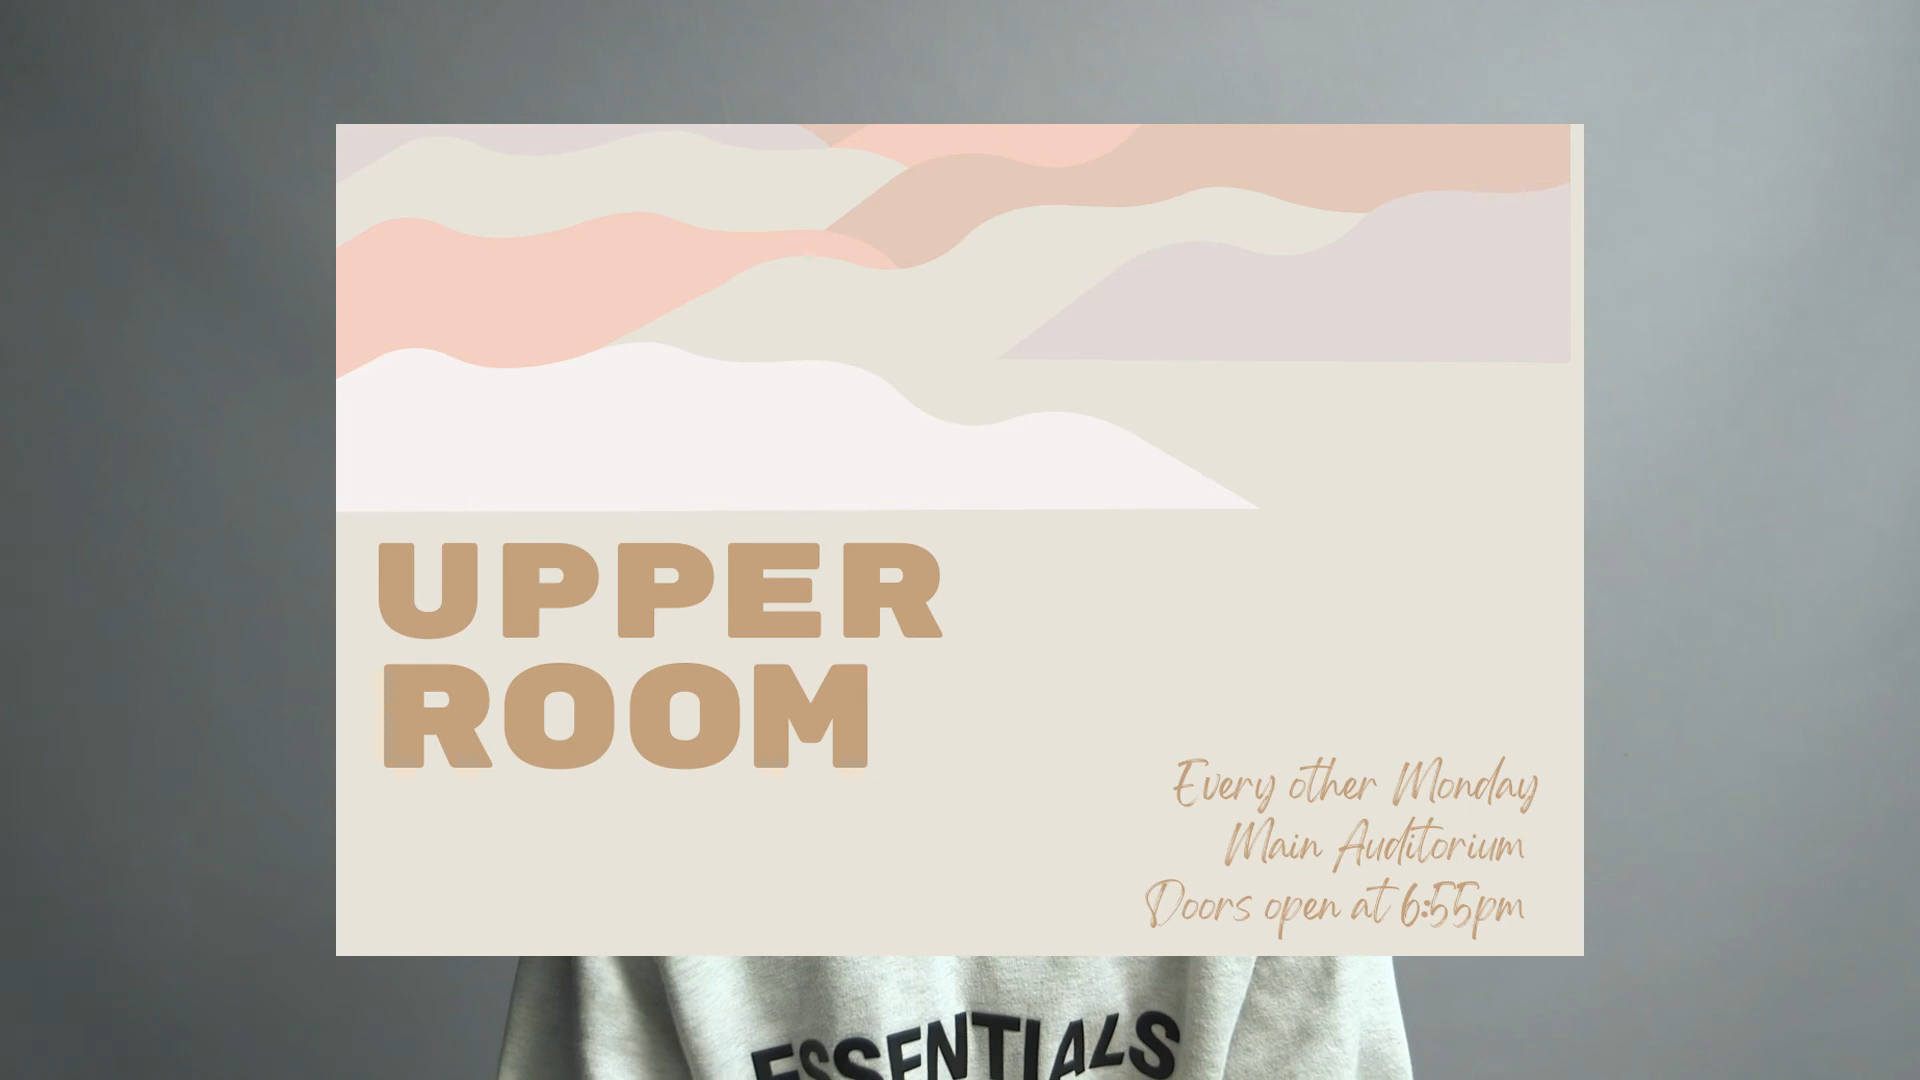 UPPER
ROOM
Every other Monday
Main Auditorium
Doors open at 6:55pm
ESSENTIALS